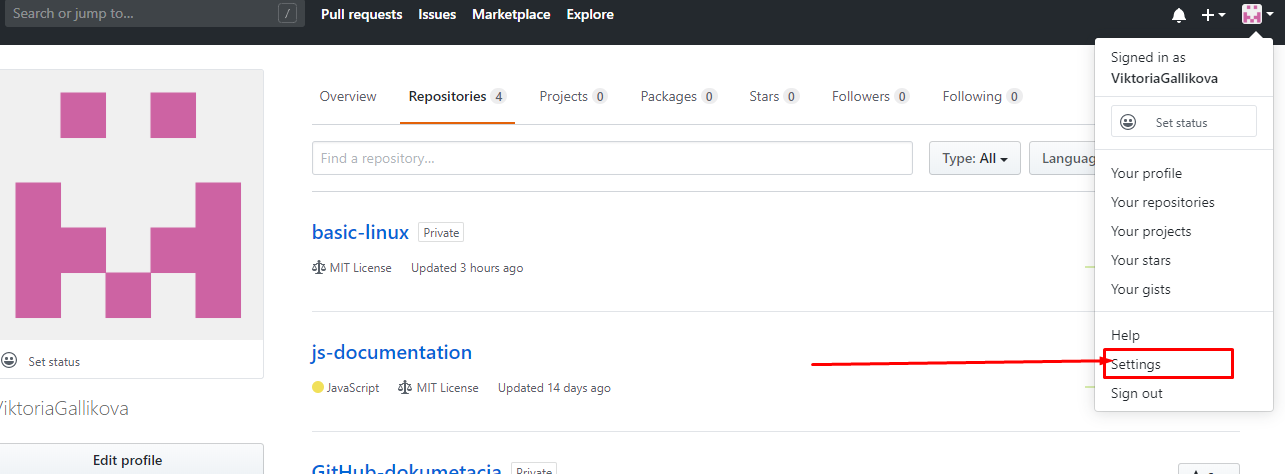 Search or jump to... / Pull requests Issues Marketplace Explore
Signed in as
ViktoriaGallikova
Set status
Your profile
Your repositories
Your projects
Your stars
Your gists
Help
Settings
Sign out
Overview Repositories 4 Projects 0 Packages 0 Stars 0 Followers 0 Following 0
Find a repository... Type: All Languag
basic-linux Private
MIT License Updated 3 hours ago
js-documentation
JavaScript MIT License Updated 14 days ago
GitHub-dokumetacia Private
Set status
ViktoriaGallikova
Edit profile